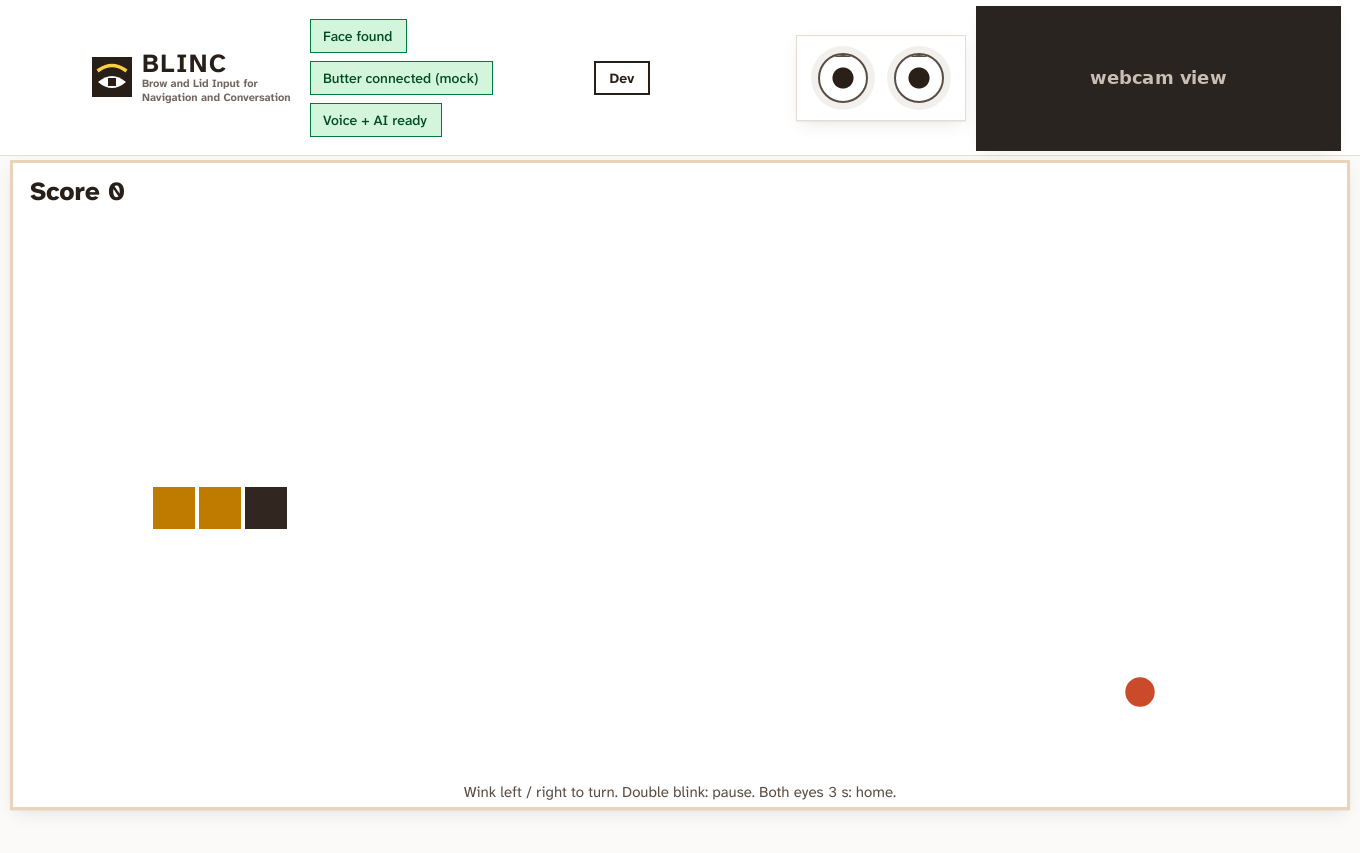 BLINC
Brow and Lid Input for
Navigation and Conversation
Face found
Butter connected (mock)
Voice + AI ready
Dev
webcam view
Score 0
Wink left / right to turn. Double blink: pause. Both eyes 3 s: home.